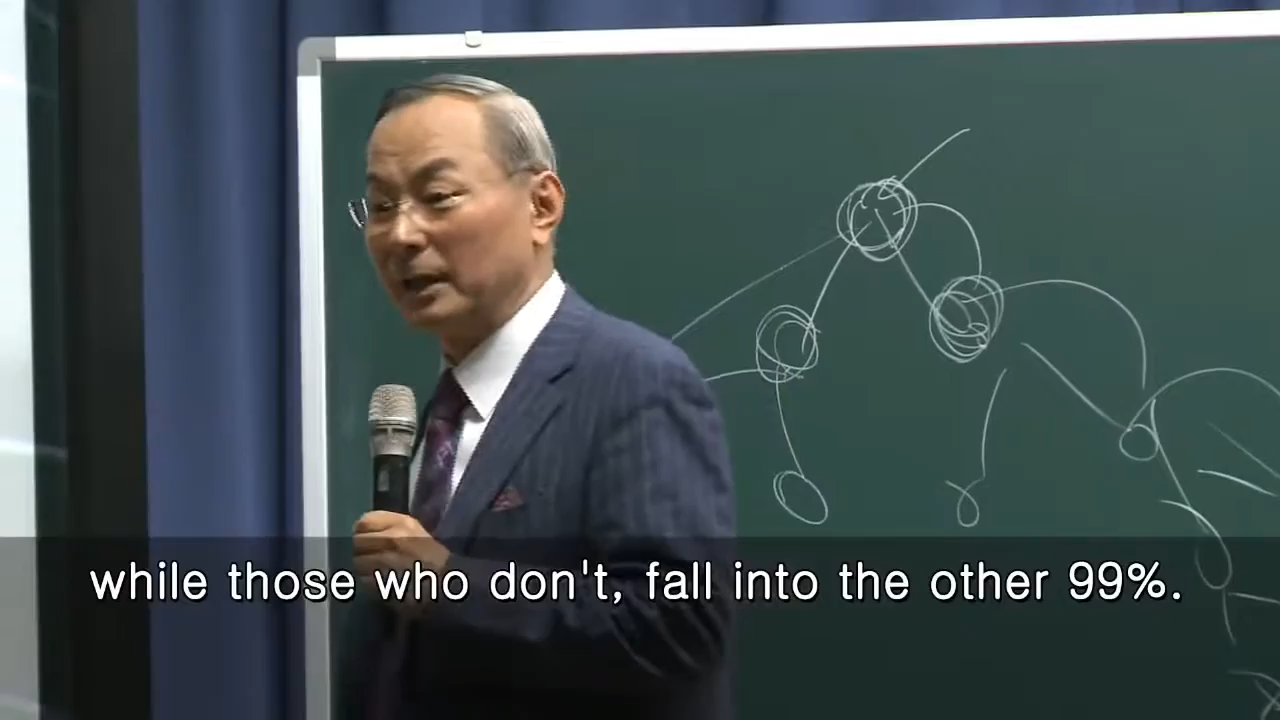 while those who don't, fall into the other 99%.